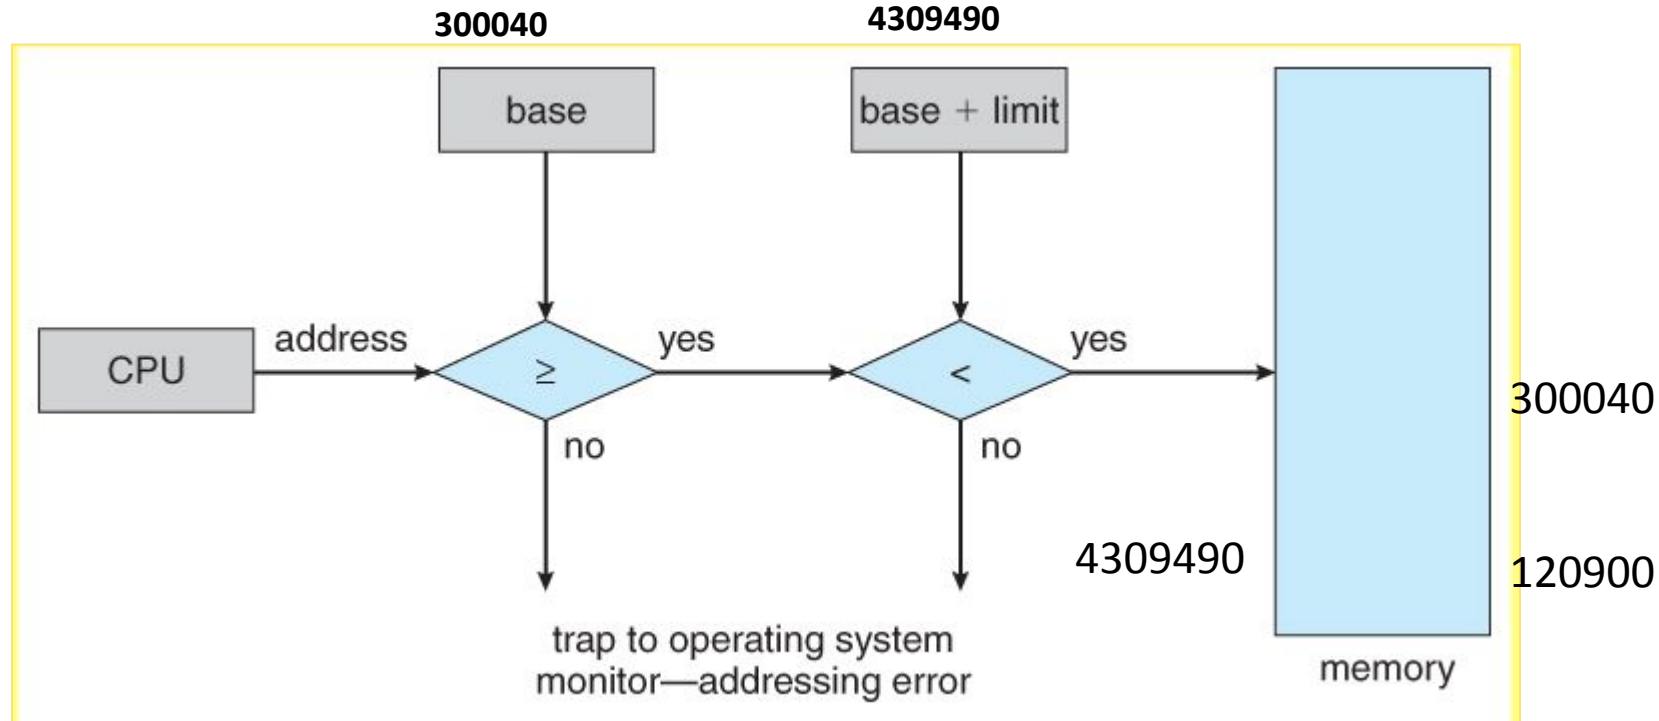 300040
4309490
base
base + limit
CPU
address
≥
yes
<
yes
no
no
300040
4309490
120900
trap to operating system
monitor—addressing error
memory